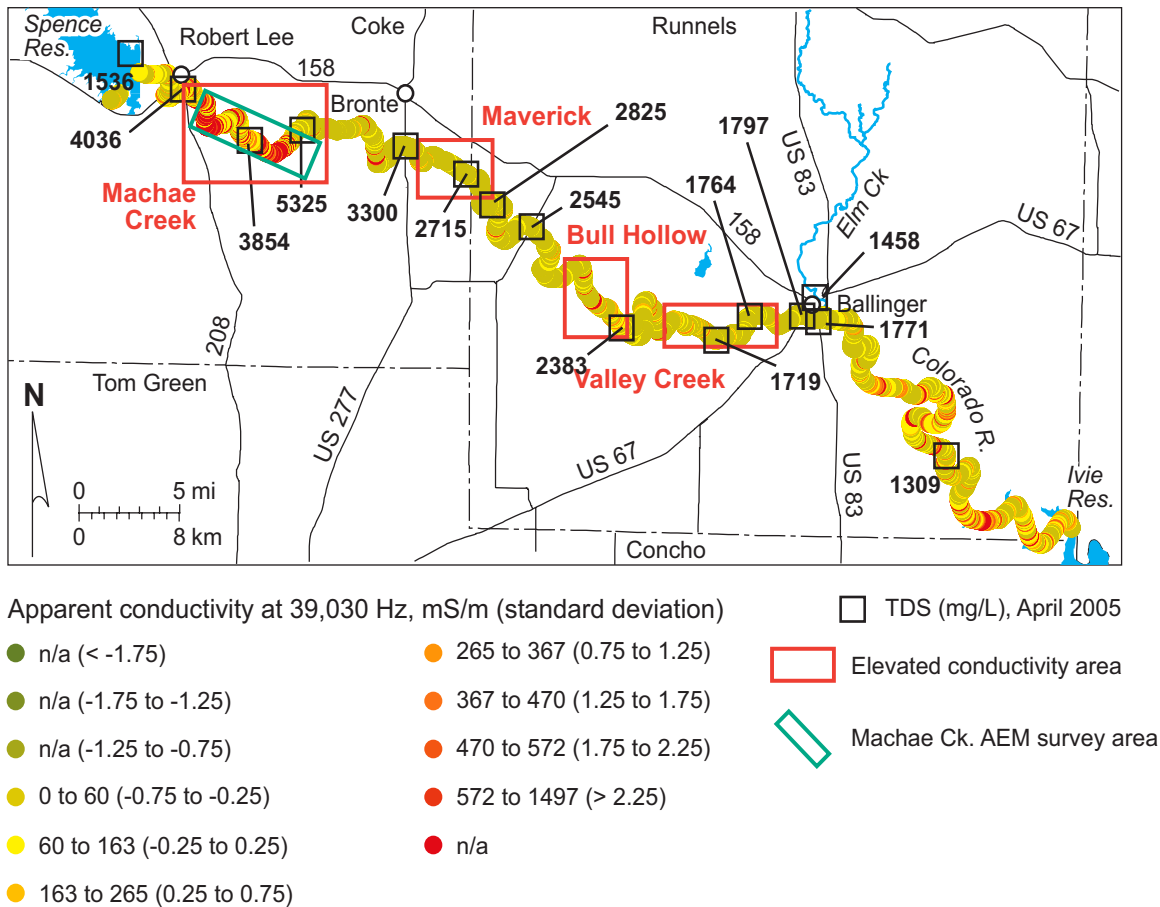 Spence
Res.
Robert Lee
Coke
Runnels
1536
158
4036
Bronte
Maverick
2825
1797
US 83
Machae
Creek
5325
3854
3300
2715
2545
1764
158
Elm Ck
US 67
Bull Hollow
1458
Ballinger
1771
2383
Valley Creek
1719
208
Tom Green
US 277
US 67
US 83
Colorado R.
1309
Ivie
Res.
N
0 5 mi
0 8 km
Concho
Apparent conductivity at 39,030 Hz, mS/m (standard deviation)
n/a (< -1.75)
n/a (-1.75 to -1.25)
n/a (-1.25 to -0.75)
0 to 60 (-0.75 to -0.25)
60 to 163 (-0.25 to 0.25)
163 to 265 (0.25 to 0.75)
265 to 367 (0.75 to 1.25)
367 to 470 (1.25 to 1.75)
470 to 572 (1.75 to 2.25)
572 to 1497 (> 2.25)
n/a
TDS (mg/L), April 2005
Elevated conductivity area
Machae Ck. AEM survey area